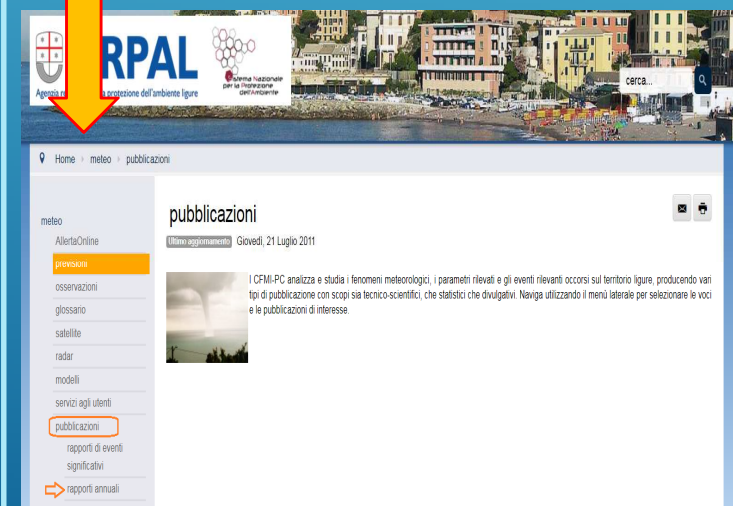 RPAL
Agenzia re protezione dell'ambiente ligure
Sistema Nazionale
per la Protezione
dell'Ambiente
cerca...
Home › meteo › pubblicazioni
meteo
AllertaOnline
previsioni
osservazioni
glossario
satellite
radar
modelli
servizi agli utenti
pubblicazioni
rapporti di eventi
significativi
rapporti annuali
pubblicazioni
Ultimo aggiornamento Giovedì, 21 Luglio 2011
I CFMI-PC analizza e studia i fenomeni meteorologici, i parametri rilevati e gli eventi rilevanti occorsi sul territorio ligure, producendo vari
tipi di pubblicazione con scopi sia tecnico-scientifici, che statistici che divulgativi. Naviga utilizzando il menù laterale per selezionare le voci
e le pubblicazioni di interesse.